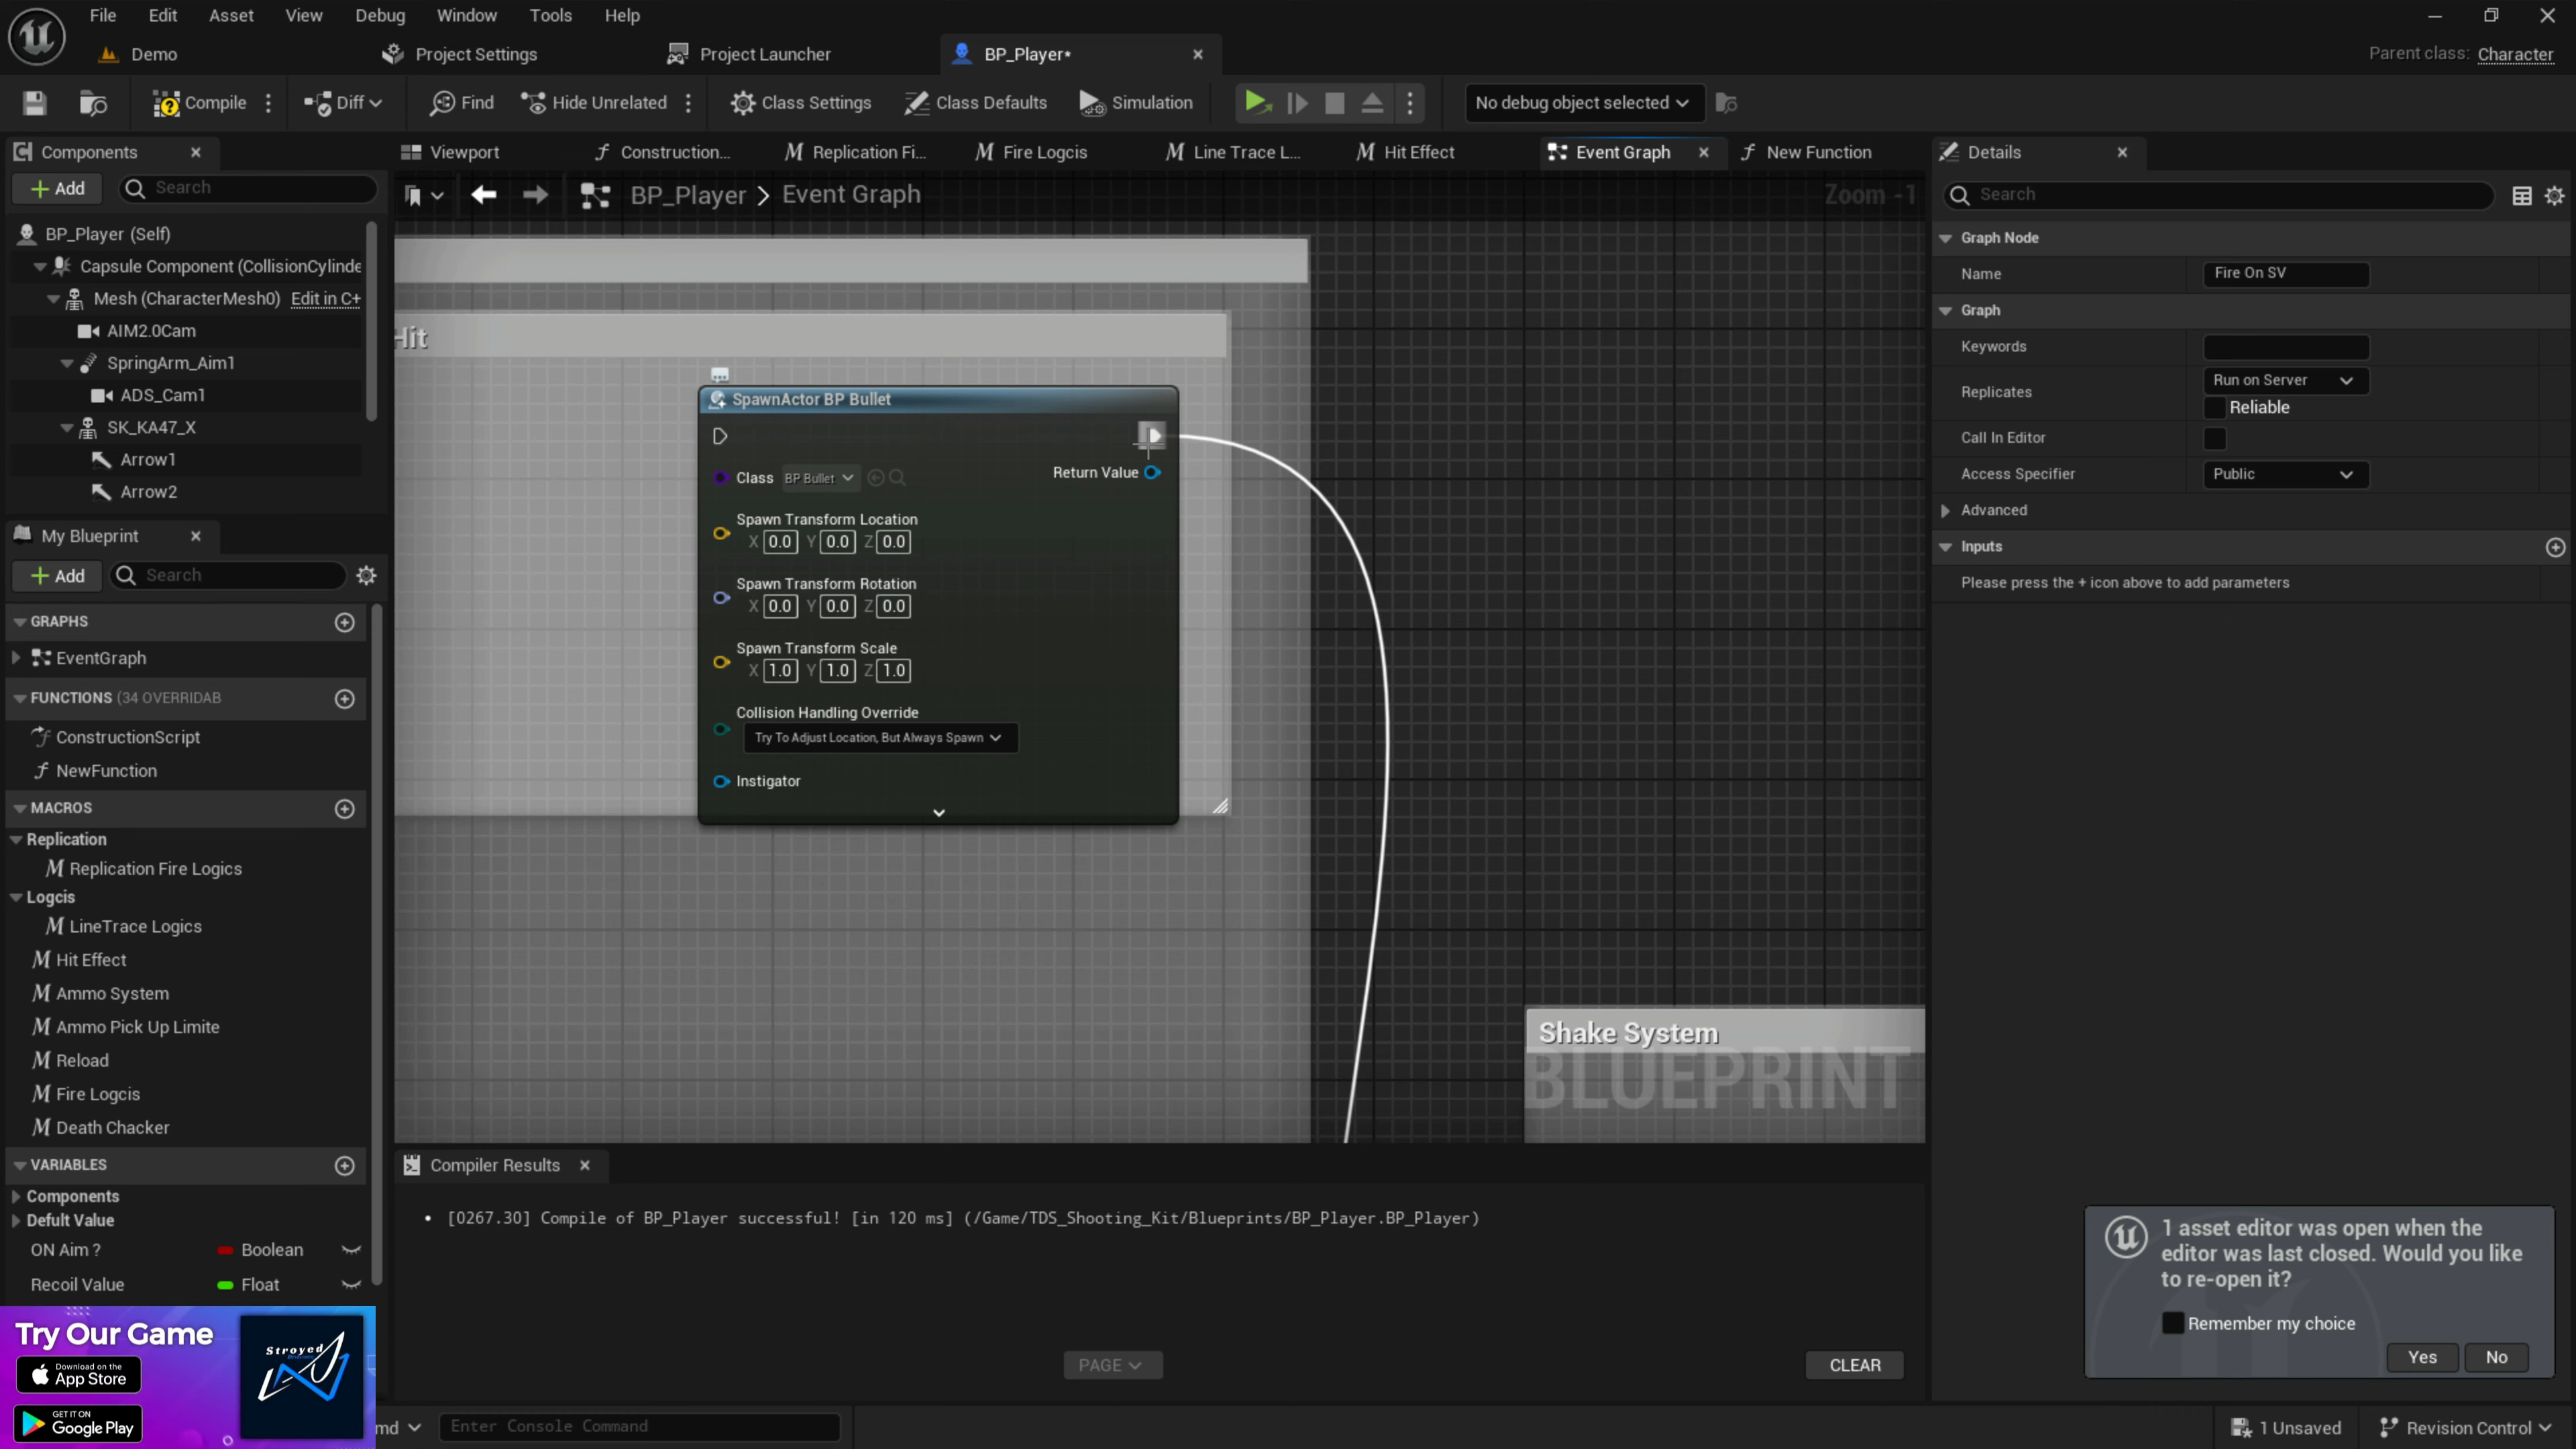 File Edit Asset View Debug Window Tools Help
Demo Project Settings Project Launcher BP_Player* Parent class: Character
Compile Diff Find Hide Unrelated Class Settings Class Defaults Simulation No debug object selected
Components
Add Search
BP_Player (Self)
Capsule Component (CollisionCylinde
Mesh (CharacterMesh0) Edit in C+
AIM2.0Cam
SpringArm_Aim1
ADS_Cam1
SK_KA47_X
Arrow1
Arrow2
My Blueprint
Add Search
GRAPHS
EventGraph
FUNCTIONS (34 OVERRIDAB
ConstructionScript
NewFunction
MACROS
Replication
Replication Fire Logics
Logcis
LineTrace Logics
Hit Effect
Ammo System
Ammo Pick Up Limite
Reload
Fire Logcis
Death Chacker
VARIABLES
Components
Defult Value
ON Aim ? Boolean
Recoil Value Float
Try Our Game
Download on the
App Store
GET IT ON
Google Play
Stroyed
Viewport Construction... Replication Fi... Fire Logcis Line Trace L... Hit Effect Event Graph New Function
BP_Player > Event Graph Zoom -1
Hit
SpawnActor BP Bullet
Class BP Bullet Return Value
Spawn Transform Location
X 0.0 Y 0.0 Z 0.0
Spawn Transform Rotation
X 0.0 Y 0.0 Z 0.0
Spawn Transform Scale
X 1.0 Y 1.0 Z 1.0
Collision Handling Override
Try To Adjust Location, But Always Spawn
Instigator
Shake System
BLUEPRINT
Compiler Results
[0267.30] Compile of BP_Player successful! [in 120 ms] (/Game/TDS_Shooting_Kit/Blueprints/BP_Player.BP_Player)
PAGE CLEAR
md Enter Console Command
Details
Search
Graph Node
Name Fire On SV
Graph
Keywords
Replicates Run on Server
Reliable
Call In Editor
Access Specifier Public
Advanced
Inputs
Please press the + icon above to add parameters
1 asset editor was open when the
editor was last closed. Would you like
to re-open it?
Remember my choice
Yes No
1 Unsaved Revision Control